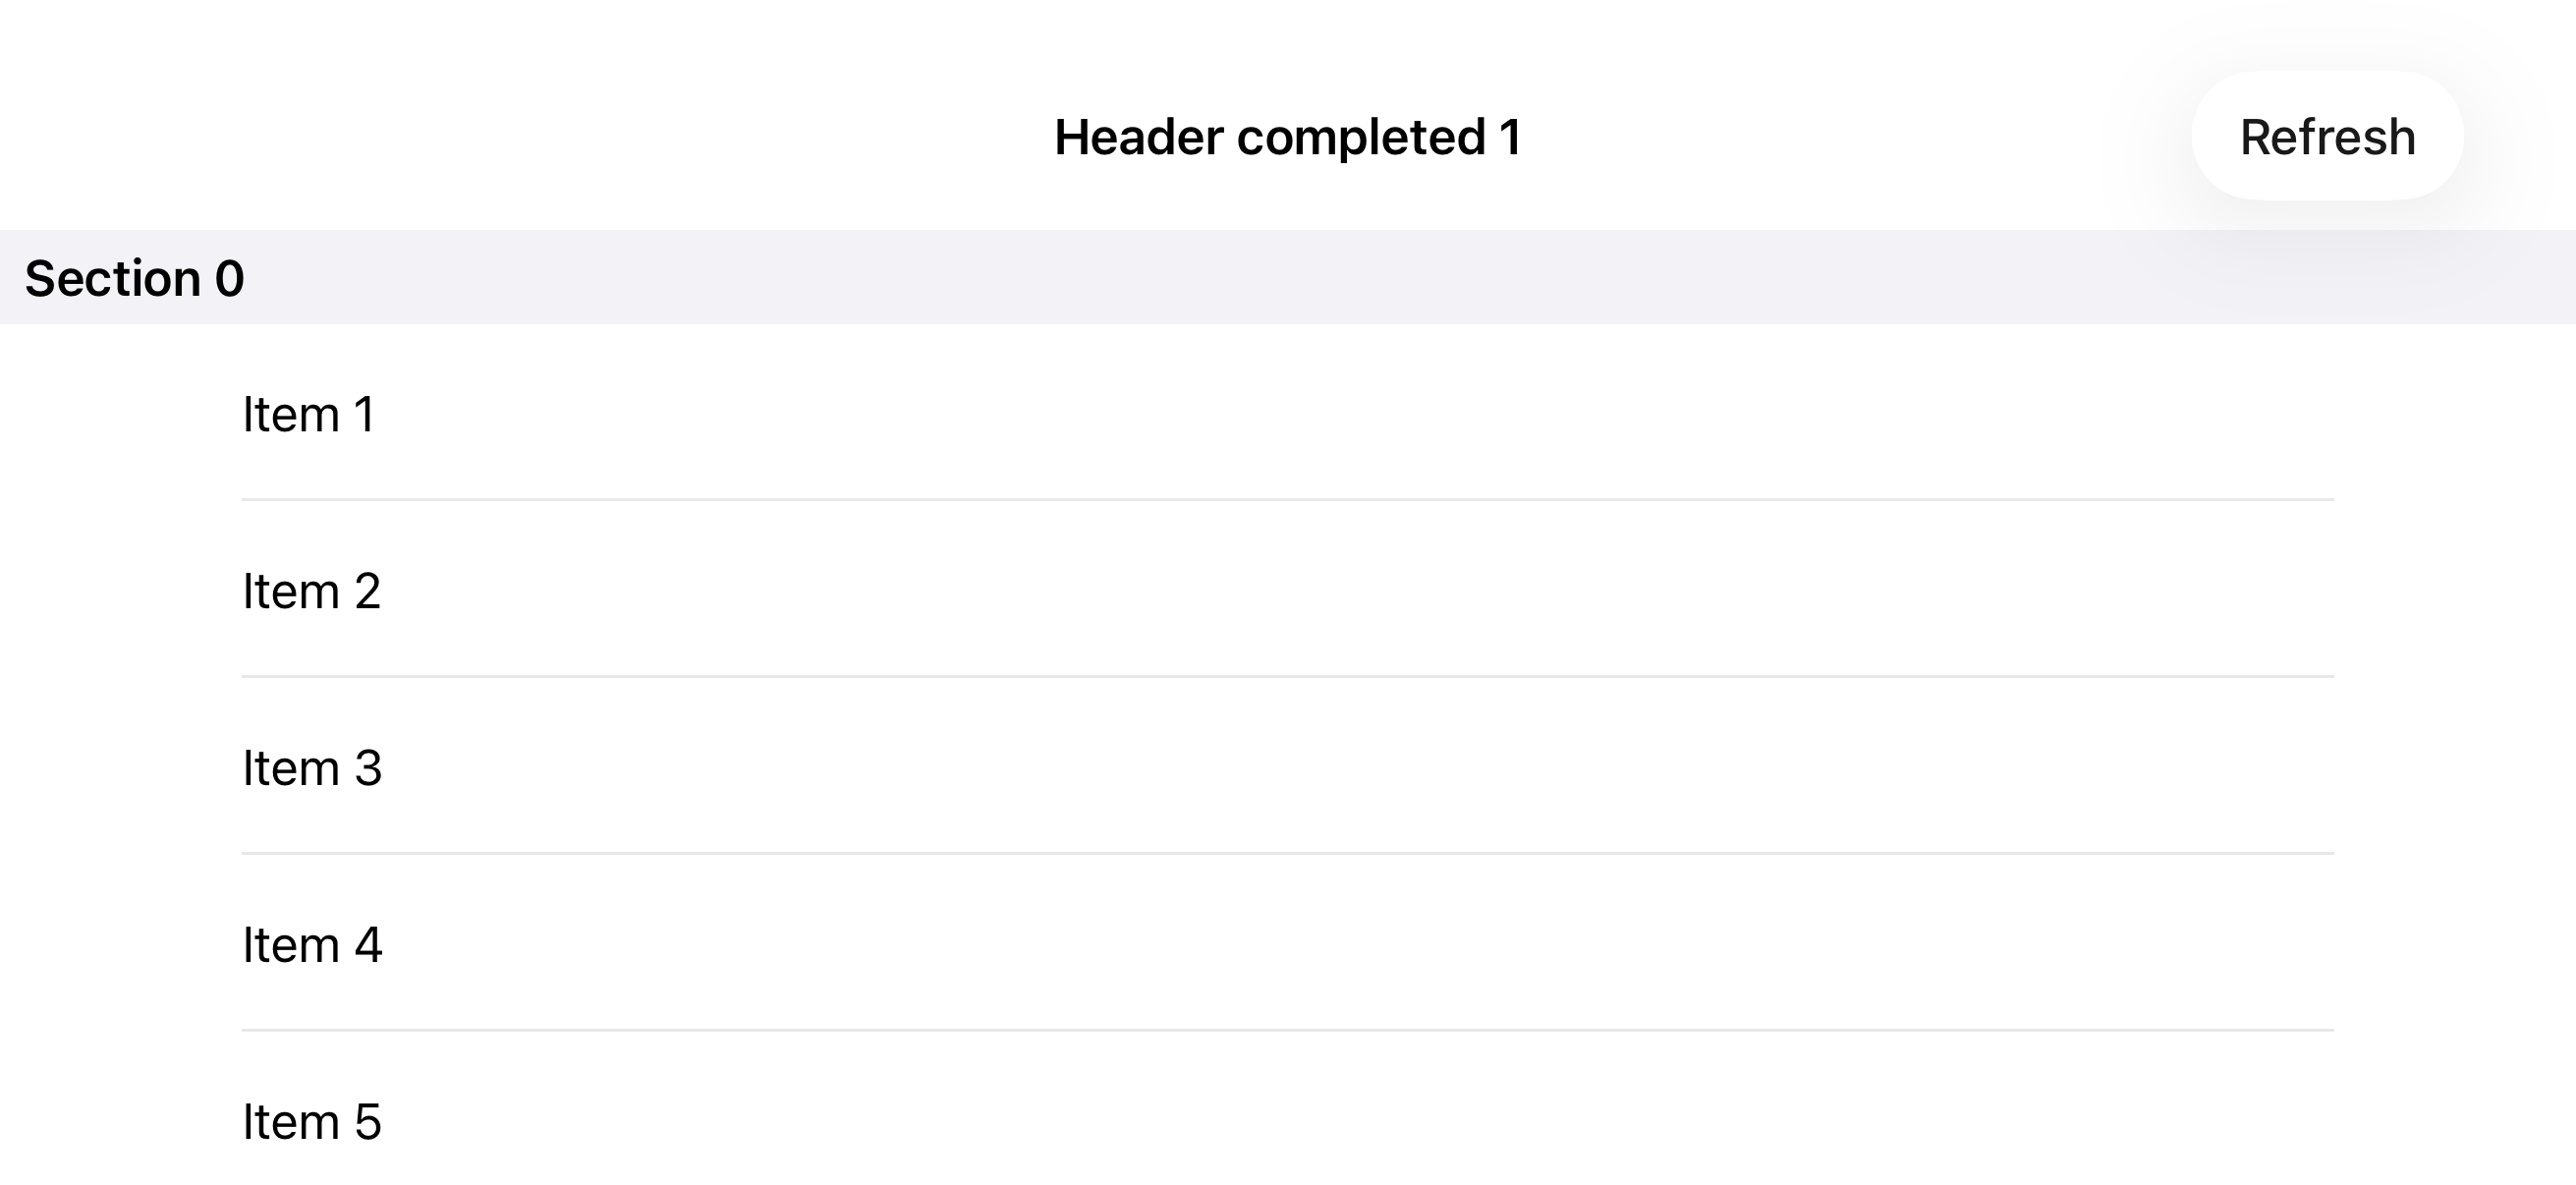 Header completed 1
Refresh
Section 0
Item 1
Item 2
Item 3
Item 4
Item 5